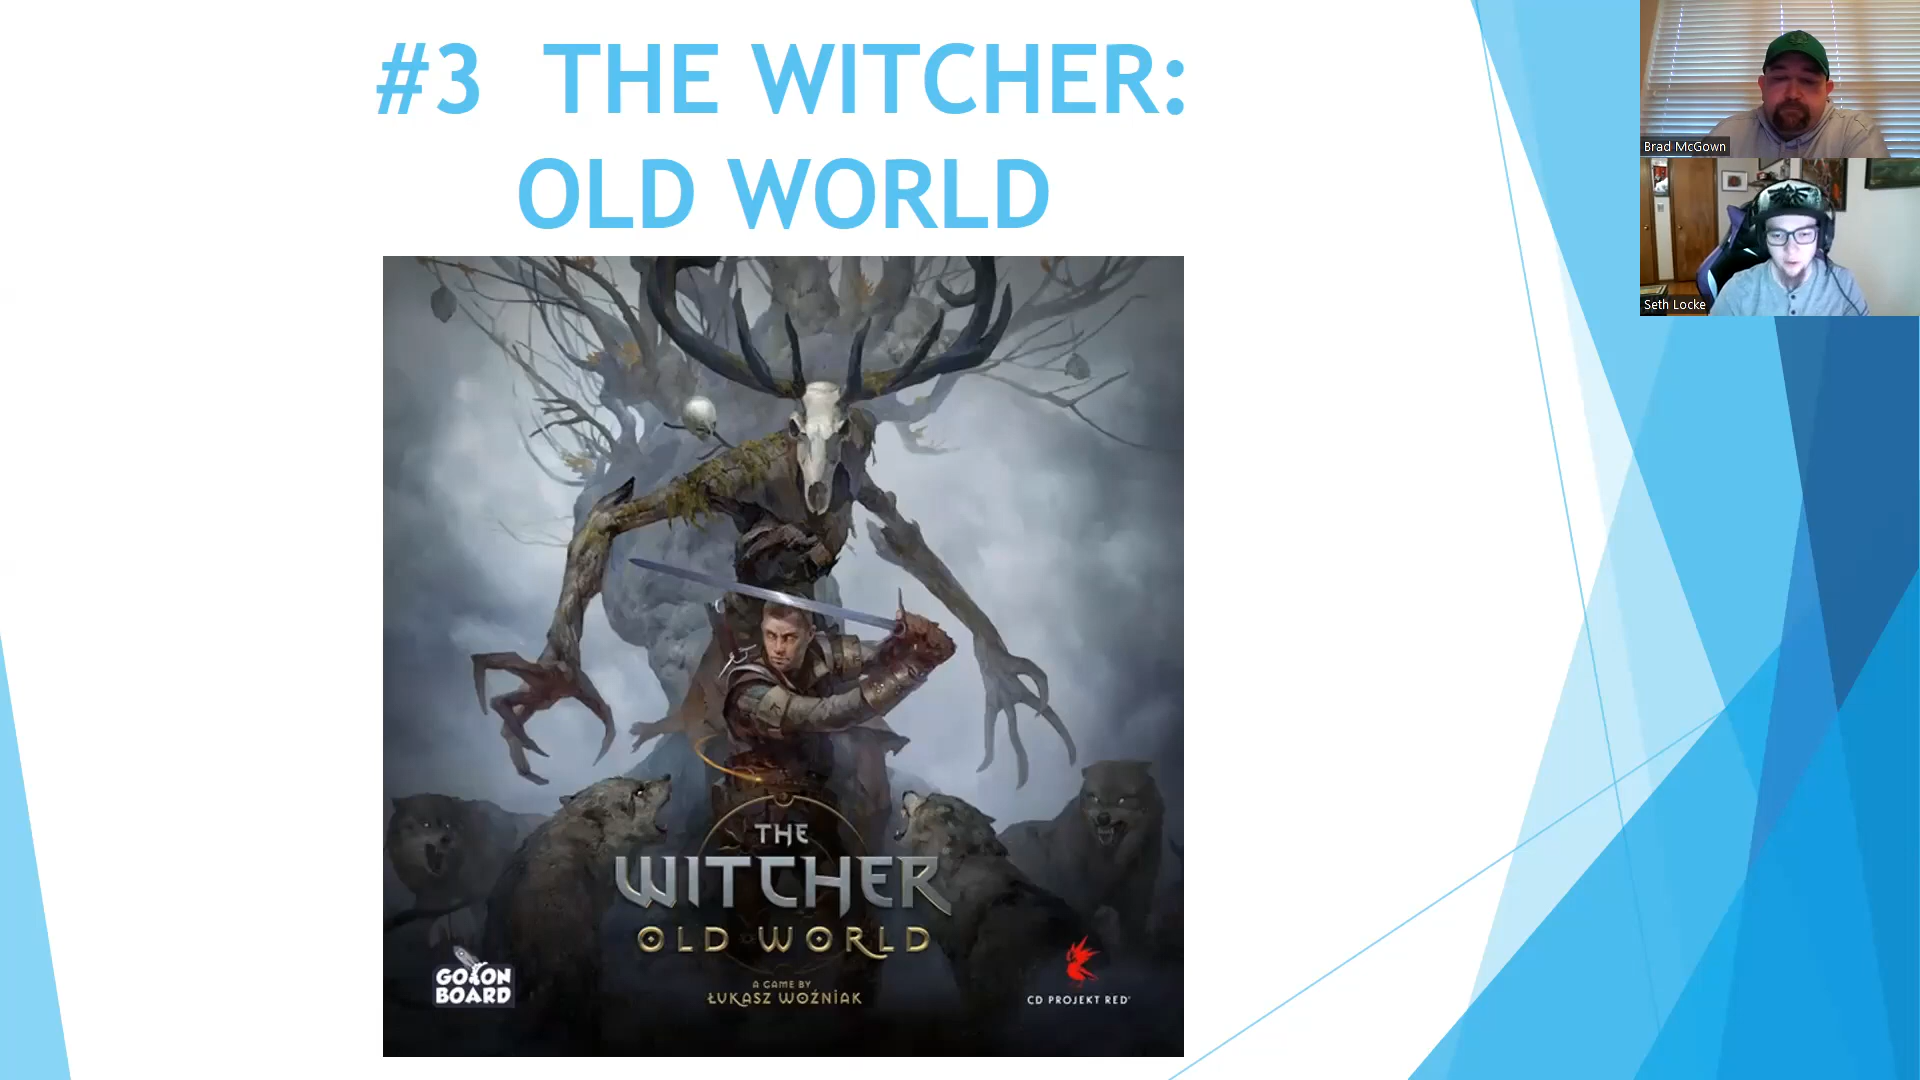 #3 THE WITCHER:
OLD WORLD
Brad McGown
Seth Locke
THE
WITCHER
OLD WORLD
A GAME BY
ŁUKASZ WOŹNIAK
GO ON
BOARD
CD PROJEKT RED®